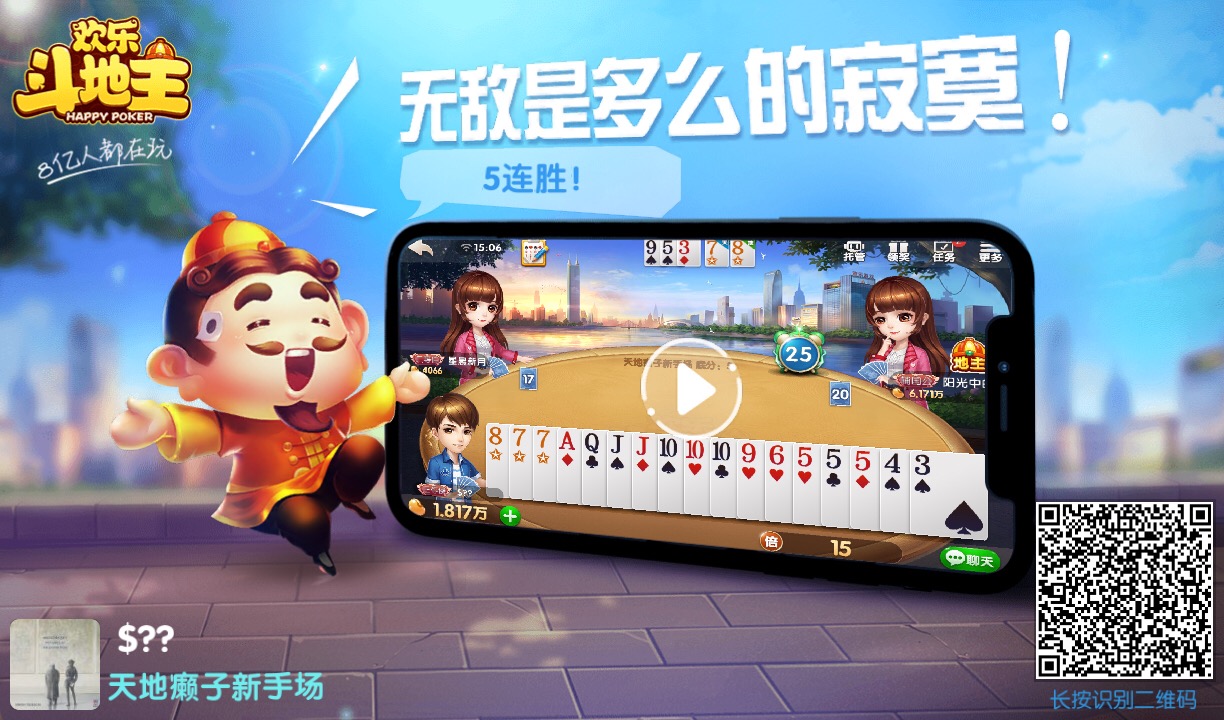 欢乐
斗地主
HAPPY POKER
8亿人都在玩
无敌是多么的寂寞！
5连胜！
15:06
9 5 3 7 8
托管 领奖 任务 更多
4066
星愿新月
17
天地癞子新手场 底分：
25
20
地主
阳光中
6,171万
8 7 7 A Q J J 10 10 10 9 6 5 5 5 4 3
$??
1.817万
倍 15
聊天
$??
天地癞子新手场
长按识别二维码